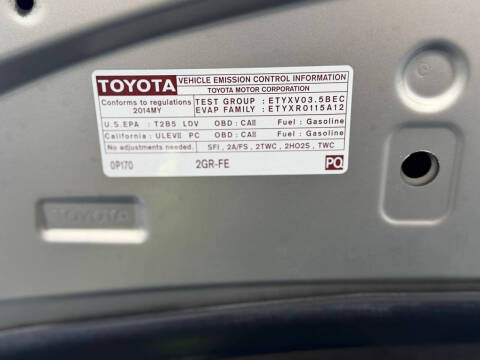 TOYOTA VEHICLE EMISSION CONTROL INFORMATION
TOYOTA MOTOR CORPORATION
Conforms to regulations
2014MY
TEST GROUP : ETYXV03.5BEC
EVAP FAMILY : ETYXR0115A12
U.S.EPA : T2B5 LDV OBD : CAII Fuel : Gasoline
California : ULEVII PC OBD : CAII Fuel : Gasoline
No adjustments needed. SFI , 2A/FS , 2TWC , 2HO2S , TWC
0P170 2GR-FE PQ
TOYOTA